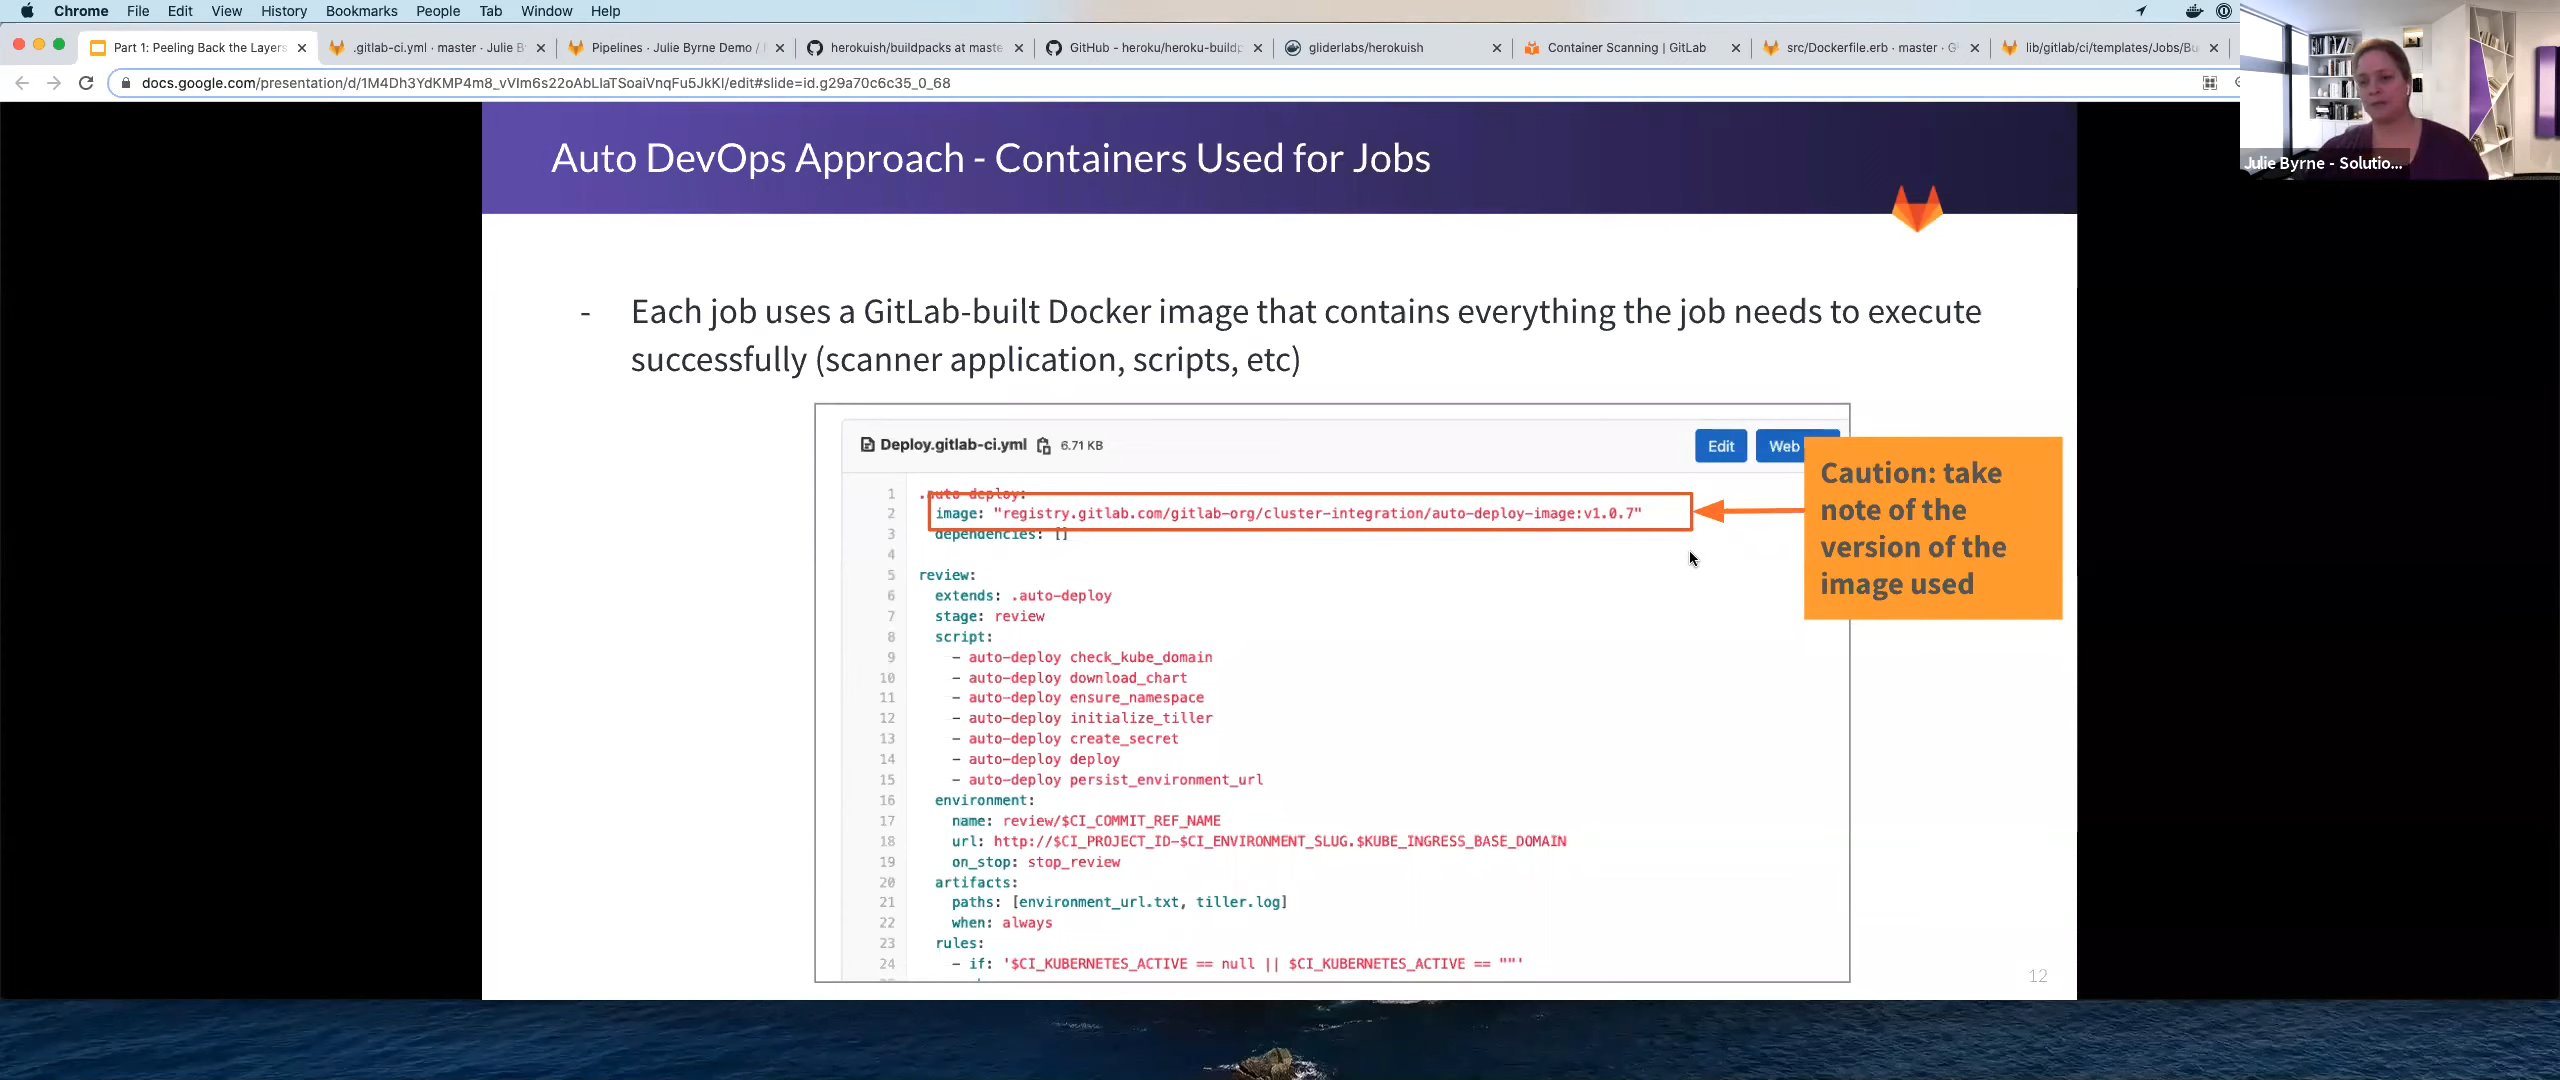 Chrome File Edit View History Bookmarks People Tab Window Help
Part 1: Peeling Back the Layers
.gitlab-ci.yml · master · Julie B
Pipelines · Julie Byrne Demo /
herokuish/buildpacks at maste
GitHub - heroku/heroku-buildp
gliderlabs/herokuish
Container Scanning | GitLab
src/Dockerfile.erb · master · G
lib/gitlab/ci/templates/Jobs/Bu
docs.google.com/presentation/d/1M4Dh3YdKMP4m8_vVIm6s22oAbLIaTSoaiVnqFu5JkKI/edit#slide=id.g29a70c6c35_0_68
Julie Byrne - Solutio...
Auto DevOps Approach - Containers Used for Jobs
- Each job uses a GitLab-built Docker image that contains everything the job needs to execute
successfully (scanner application, scripts, etc)
Deploy.gitlab-ci.yml 6.71 KB
Edit
Web
Caution: take
note of the
version of the
image used
1 .auto-deploy:
2 image: "registry.gitlab.com/gitlab-org/cluster-integration/auto-deploy-image:v1.0.7"
3 dependencies: []
4
5 review:
6 extends: .auto-deploy
7 stage: review
8 script:
9 - auto-deploy check_kube_domain
10 - auto-deploy download_chart
11 - auto-deploy ensure_namespace
12 - auto-deploy initialize_tiller
13 - auto-deploy create_secret
14 - auto-deploy deploy
15 - auto-deploy persist_environment_url
16 environment:
17 name: review/$CI_COMMIT_REF_NAME
18 url: http://$CI_PROJECT_ID-$CI_ENVIRONMENT_SLUG.$KUBE_INGRESS_BASE_DOMAIN
19 on_stop: stop_review
20 artifacts:
21 paths: [environment_url.txt, tiller.log]
22 when: always
23 rules:
24 - if: '$CI_KUBERNETES_ACTIVE == null || $CI_KUBERNETES_ACTIVE == ""'
12